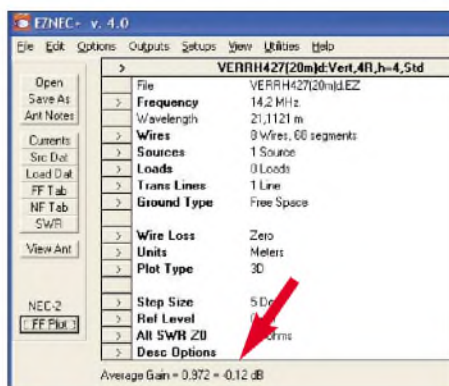 EZNEC+ v. 4.0
File Edit Options Outputs Setups View Utilities Help
> VERRH427(20m)d:Vert,4R,h=4,Std
Open
Save As
Ant Notes
Currents
Src Dat
Load Dat
FF Tab
NF Tab
SWR
View Ant
NEC-2
FF Plot
File VERRH427(20m)d.EZ
> Frequency 14,2 MHz
Wavelength 21,1121 m
> Wires 8 Wires, 68 segments
> Sources 1 Source
> Loads 0 Loads
> Trans Lines 1 Line
> Ground Type Free Space
> Wire Loss Zero
> Units Meters
> Plot Type 3D
> Step Size 5
> Ref Level
> Alt SWR Z0 ohms
> Desc Options
Average Gain = 0,972 = -0,12 dB